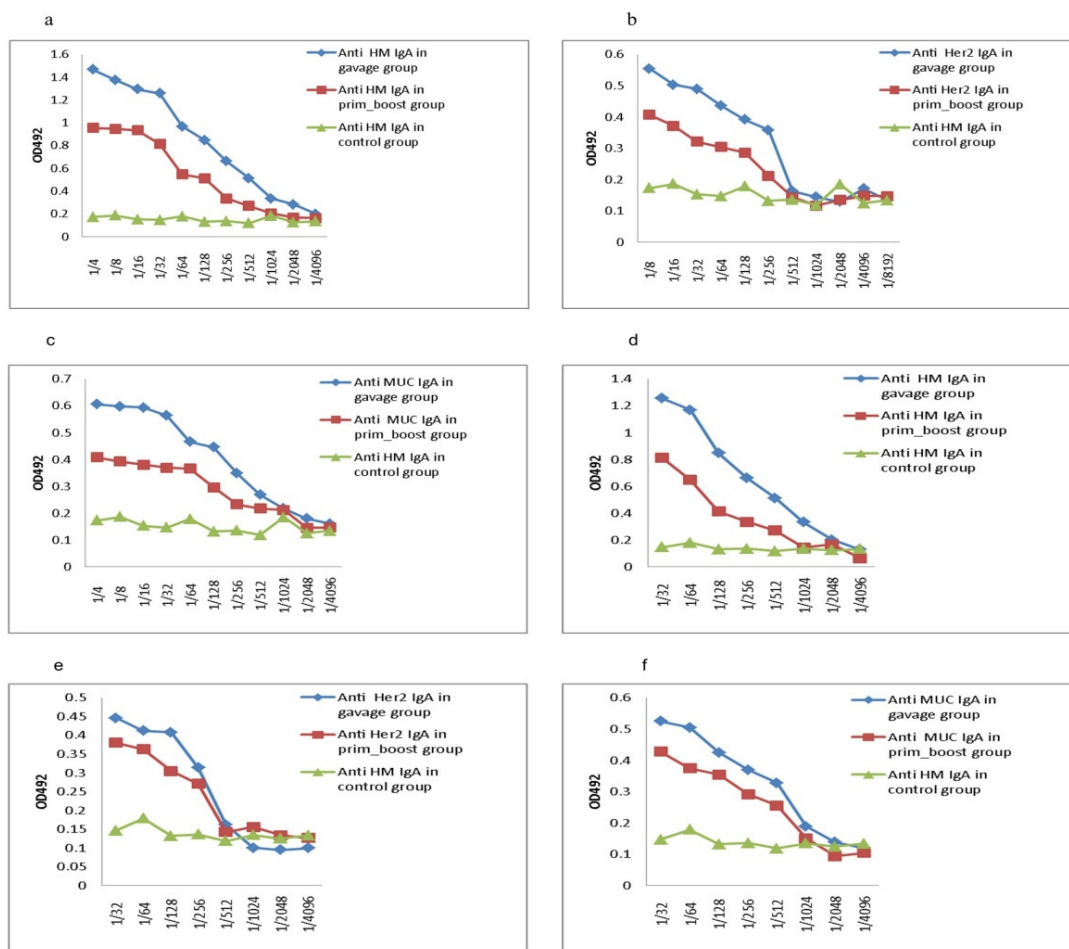 a
1.6
1.4
1.2
1
0.8
0.6
0.4
0.2
0
OD492
1/4
1/8
1/16
1/32
1/64
1/128
1/256
1/512
1/1024
1/2048
1/4096
Anti HM IgA in
gavage group
Anti HM IgA in
prim_boost group
Anti HM IgA in
control group
b
0.6
0.5
0.4
0.3
0.2
0.1
0
OD492
1/8
1/16
1/32
1/64
1/128
1/256
1/512
1/1024
1/2048
1/4096
1/8192
Anti Her2 IgA in
gavage group
Anti Her2 IgA in
prim_boost group
Anti HM IgA in
control group
c
0.7
0.6
0.5
0.4
0.3
0.2
0.1
0
OD492
1/4
1/8
1/16
1/32
1/64
1/128
1/256
1/512
1/1024
1/2048
1/4096
Anti MUC IgA in
gavage group
Anti MUC IgA in
prim_boost group
Anti HM IgA in
control group
d
1.4
1.2
1
0.8
0.6
0.4
0.2
0
OD492
1/32
1/64
1/128
1/256
1/512
1/1024
1/2048
1/4096
Anti HM IgA in
gavage group
Anti HM IgA in
prim_boost group
Anti HM IgA in
control group
e
0.5
0.45
0.4
0.35
0.3
0.25
0.2
0.15
0.1
0.05
0
OD492
1/32
1/64
1/128
1/256
1/512
1/1024
1/2048
1/4096
Anti Her2 IgA in
gavage group
Anti Her2 IgA in
prim_boost group
Anti HM IgA in
control group
f
0.6
0.5
0.4
0.3
0.2
0.1
0
OD492
1/32
1/64
1/128
1/256
1/512
1/1024
1/2048
1/4096
Anti MUC IgA in
gavage group
Anti MUC IgA in
prim_boost group
Anti HM IgA in
control group